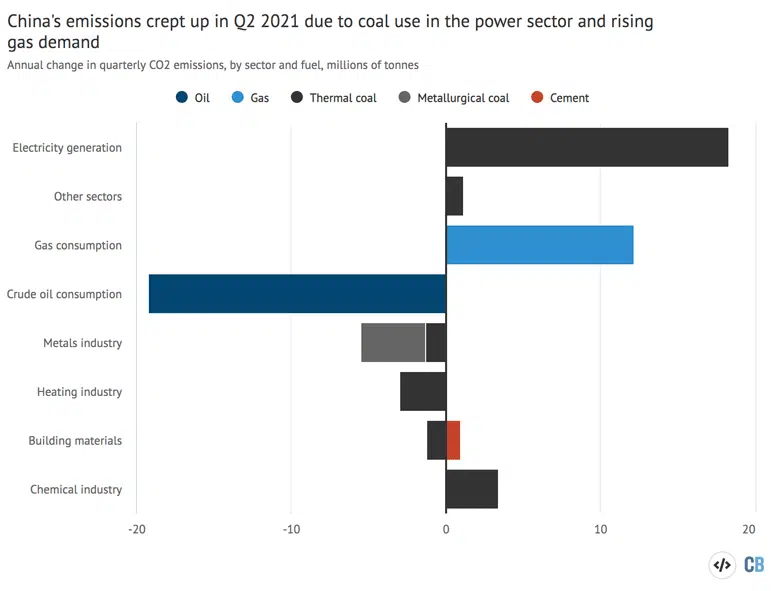 China's emissions crept up in Q2 2021 due to coal use in the power sector and rising
gas demand
Annual change in quarterly CO2 emissions, by sector and fuel, millions of tonnes
Oil Gas Thermal coal Metallurgical coal Cement
Electricity generation
Other sectors
Gas consumption
Crude oil consumption
Metals industry
Heating industry
Building materials
Chemical industry
-20 -10 0 10 20
</> CB